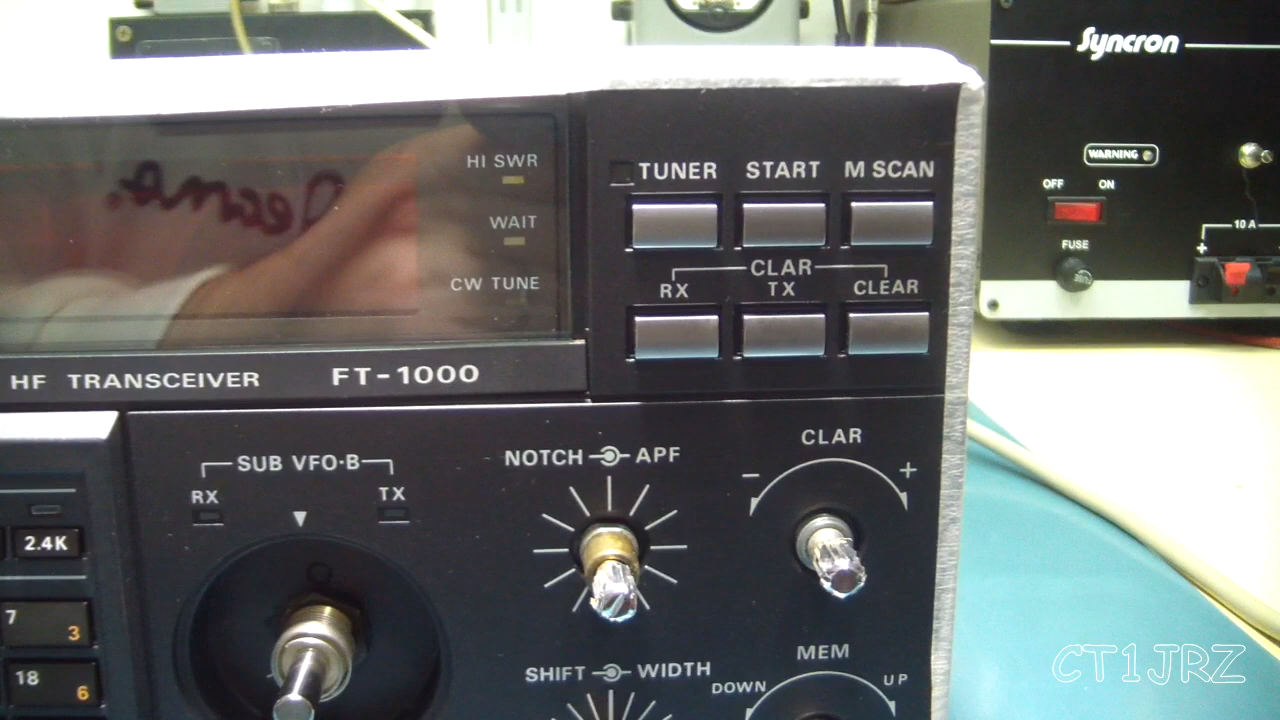 Syncron
WARNING
OFF ON
FUSE
10 A
+
HI SWR
WAIT
CW TUNE
TUNER START M SCAN
CLAR
RX TX CLEAR
HF TRANSCEIVER FT-1000
SUB VFO·B
RX TX
NOTCH APF
CLAR
- +
2.4K
7 3
18 6
SHIFT WIDTH
MEM
DOWN UP
CT1JRZ